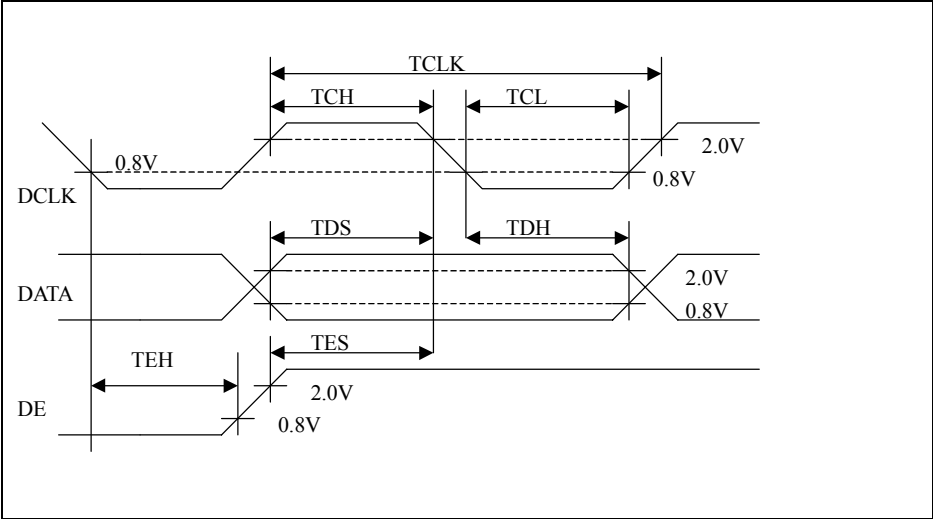 TCLK
TCH
TCL
2.0V
0.8V
0.8V
DCLK
TDS
TDH
2.0V
DATA
0.8V
TES
TEH
2.0V
DE
0.8V